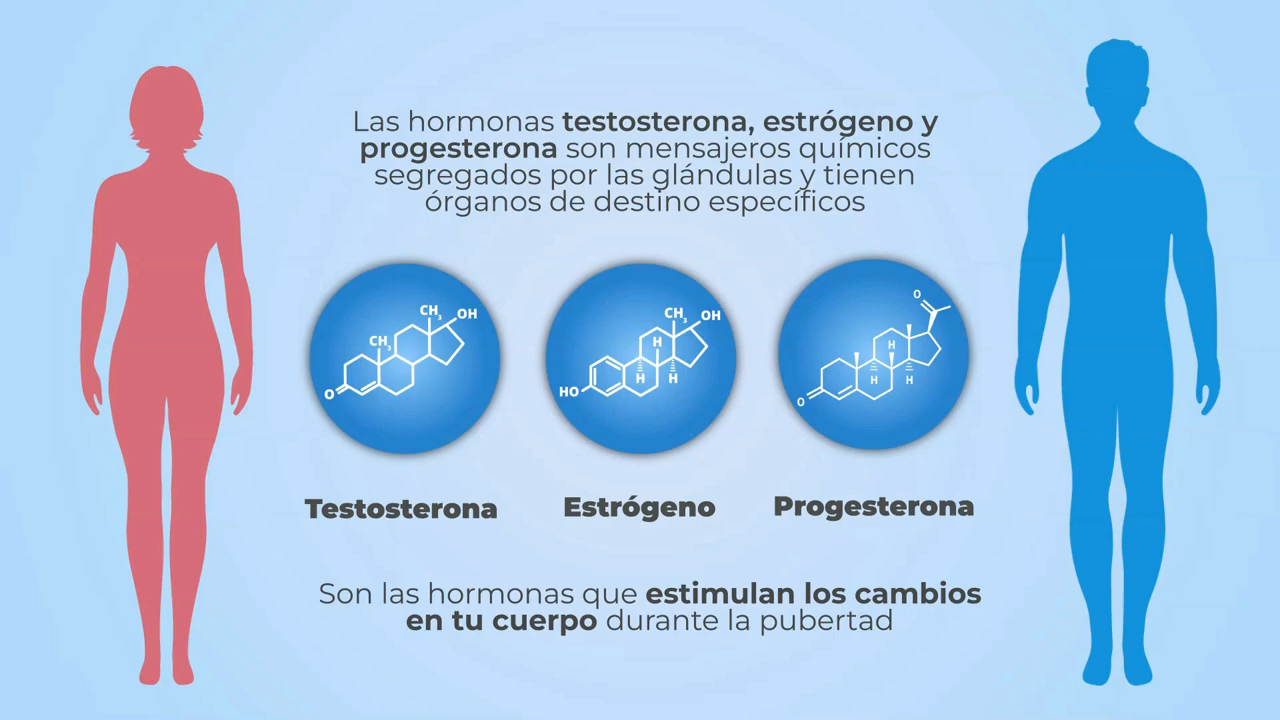 Las hormonas testosterona, estrógeno y
progesterona son mensajeros químicos
segregados por las glándulas y tienen
órganos de destino específicos
CH₃
OH
CH₃
O
CH₃
OH
H
H
H
HO
O
H
H
H
O
Testosterona
Estrógeno
Progesterona
Son las hormonas que estimulan los cambios
en tu cuerpo durante la pubertad